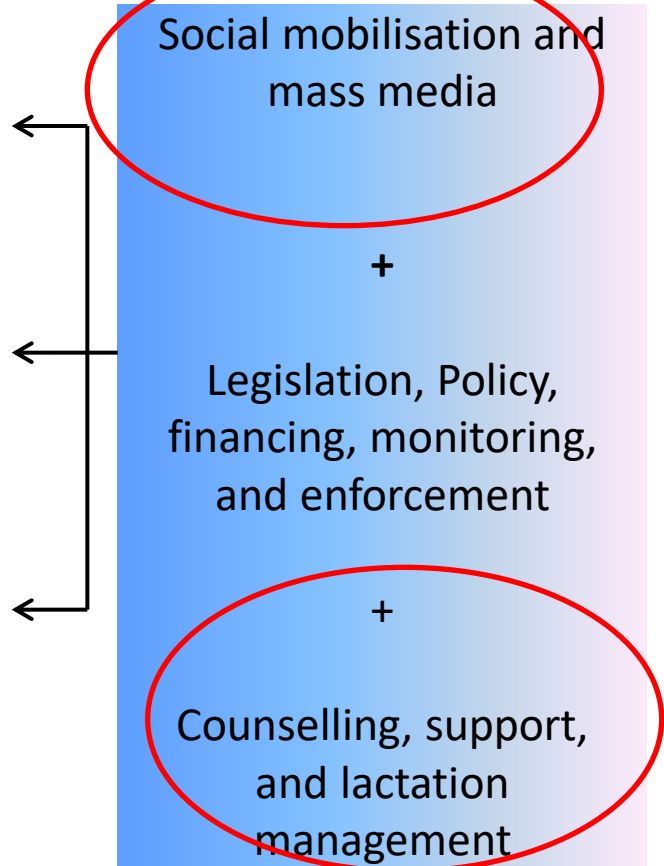 Social mobilisation and
mass media
+
Legislation, Policy,
financing, monitoring,
and enforcement
+
Counselling, support,
and lactation
management